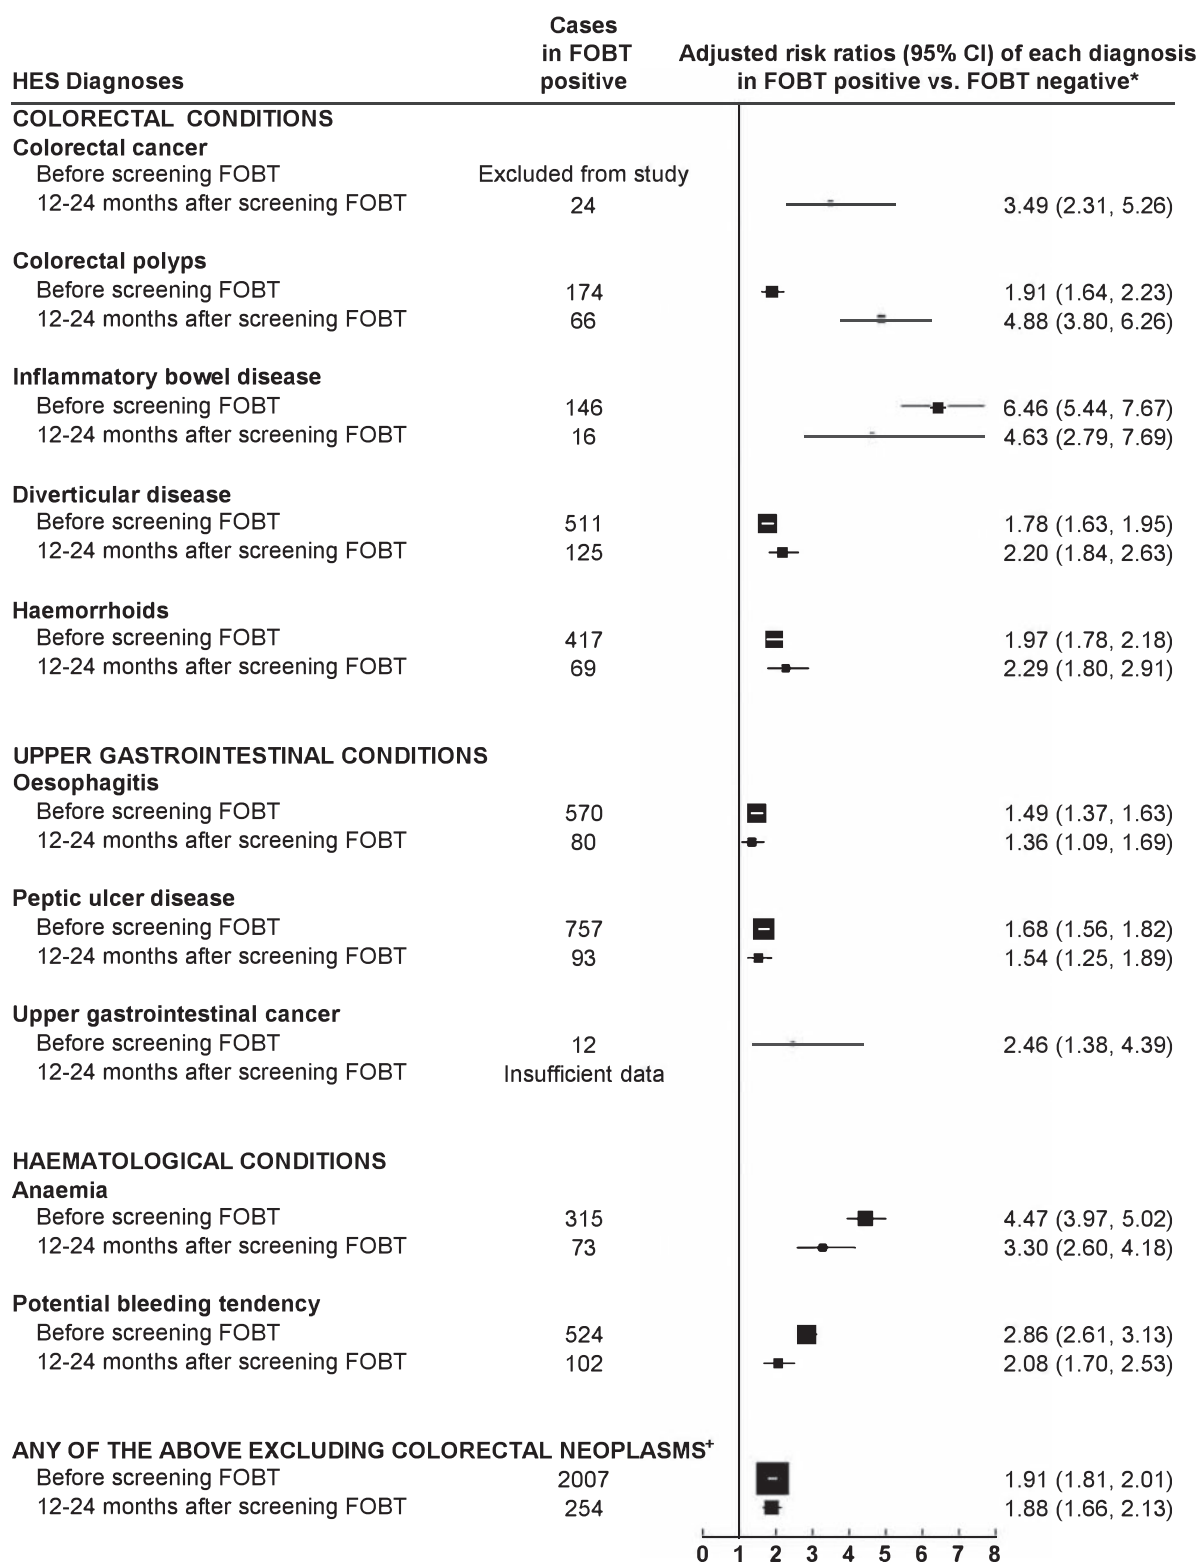 Cases
in FOBT Adjusted risk ratios (95% CI) of each diagnosis
HES Diagnoses positive in FOBT positive vs. FOBT negative*
COLORECTAL CONDITIONS
Colorectal cancer
Before screening FOBT Excluded from study
12-24 months after screening FOBT 24 3.49 (2.31, 5.26)
Colorectal polyps
Before screening FOBT 174 1.91 (1.64, 2.23)
12-24 months after screening FOBT 66 4.88 (3.80, 6.26)
Inflammatory bowel disease
Before screening FOBT 146 6.46 (5.44, 7.67)
12-24 months after screening FOBT 16 4.63 (2.79, 7.69)
Diverticular disease
Before screening FOBT 511 1.78 (1.63, 1.95)
12-24 months after screening FOBT 125 2.20 (1.84, 2.63)
Haemorrhoids
Before screening FOBT 417 1.97 (1.78, 2.18)
12-24 months after screening FOBT 69 2.29 (1.80, 2.91)
UPPER GASTROINTESTINAL CONDITIONS
Oesophagitis
Before screening FOBT 570 1.49 (1.37, 1.63)
12-24 months after screening FOBT 80 1.36 (1.09, 1.69)
Peptic ulcer disease
Before screening FOBT 757 1.68 (1.56, 1.82)
12-24 months after screening FOBT 93 1.54 (1.25, 1.89)
Upper gastrointestinal cancer
Before screening FOBT 12 2.46 (1.38, 4.39)
12-24 months after screening FOBT Insufficient data
HAEMATOLOGICAL CONDITIONS
Anaemia
Before screening FOBT 315 4.47 (3.97, 5.02)
12-24 months after screening FOBT 73 3.30 (2.60, 4.18)
Potential bleeding tendency
Before screening FOBT 524 2.86 (2.61, 3.13)
12-24 months after screening FOBT 102 2.08 (1.70, 2.53)
ANY OF THE ABOVE EXCLUDING COLORECTAL NEOPLASMS+
Before screening FOBT 2007 1.91 (1.81, 2.01)
12-24 months after screening FOBT 254 1.88 (1.66, 2.13)
0 1 2 3 4 5 6 7 8